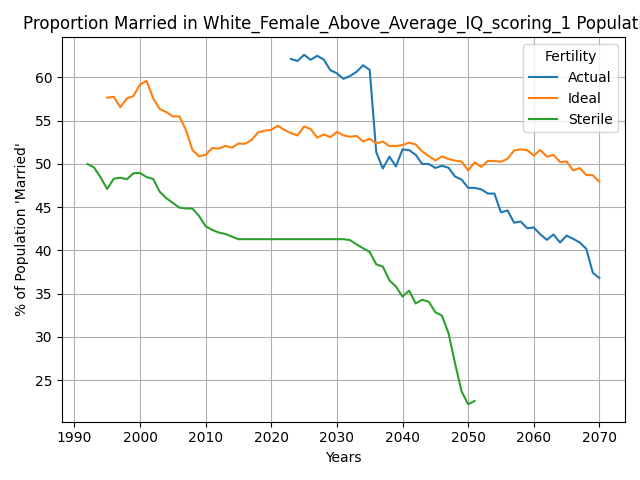 Proportion Married in White_Female_Above_Average_IQ_scoring_1 Populati
Fertility
Actual
Ideal
Sterile
% of Population 'Married'
60
55
50
45
40
35
30
25
1990 2000 2010 2020 2030 2040 2050 2060 2070
Years